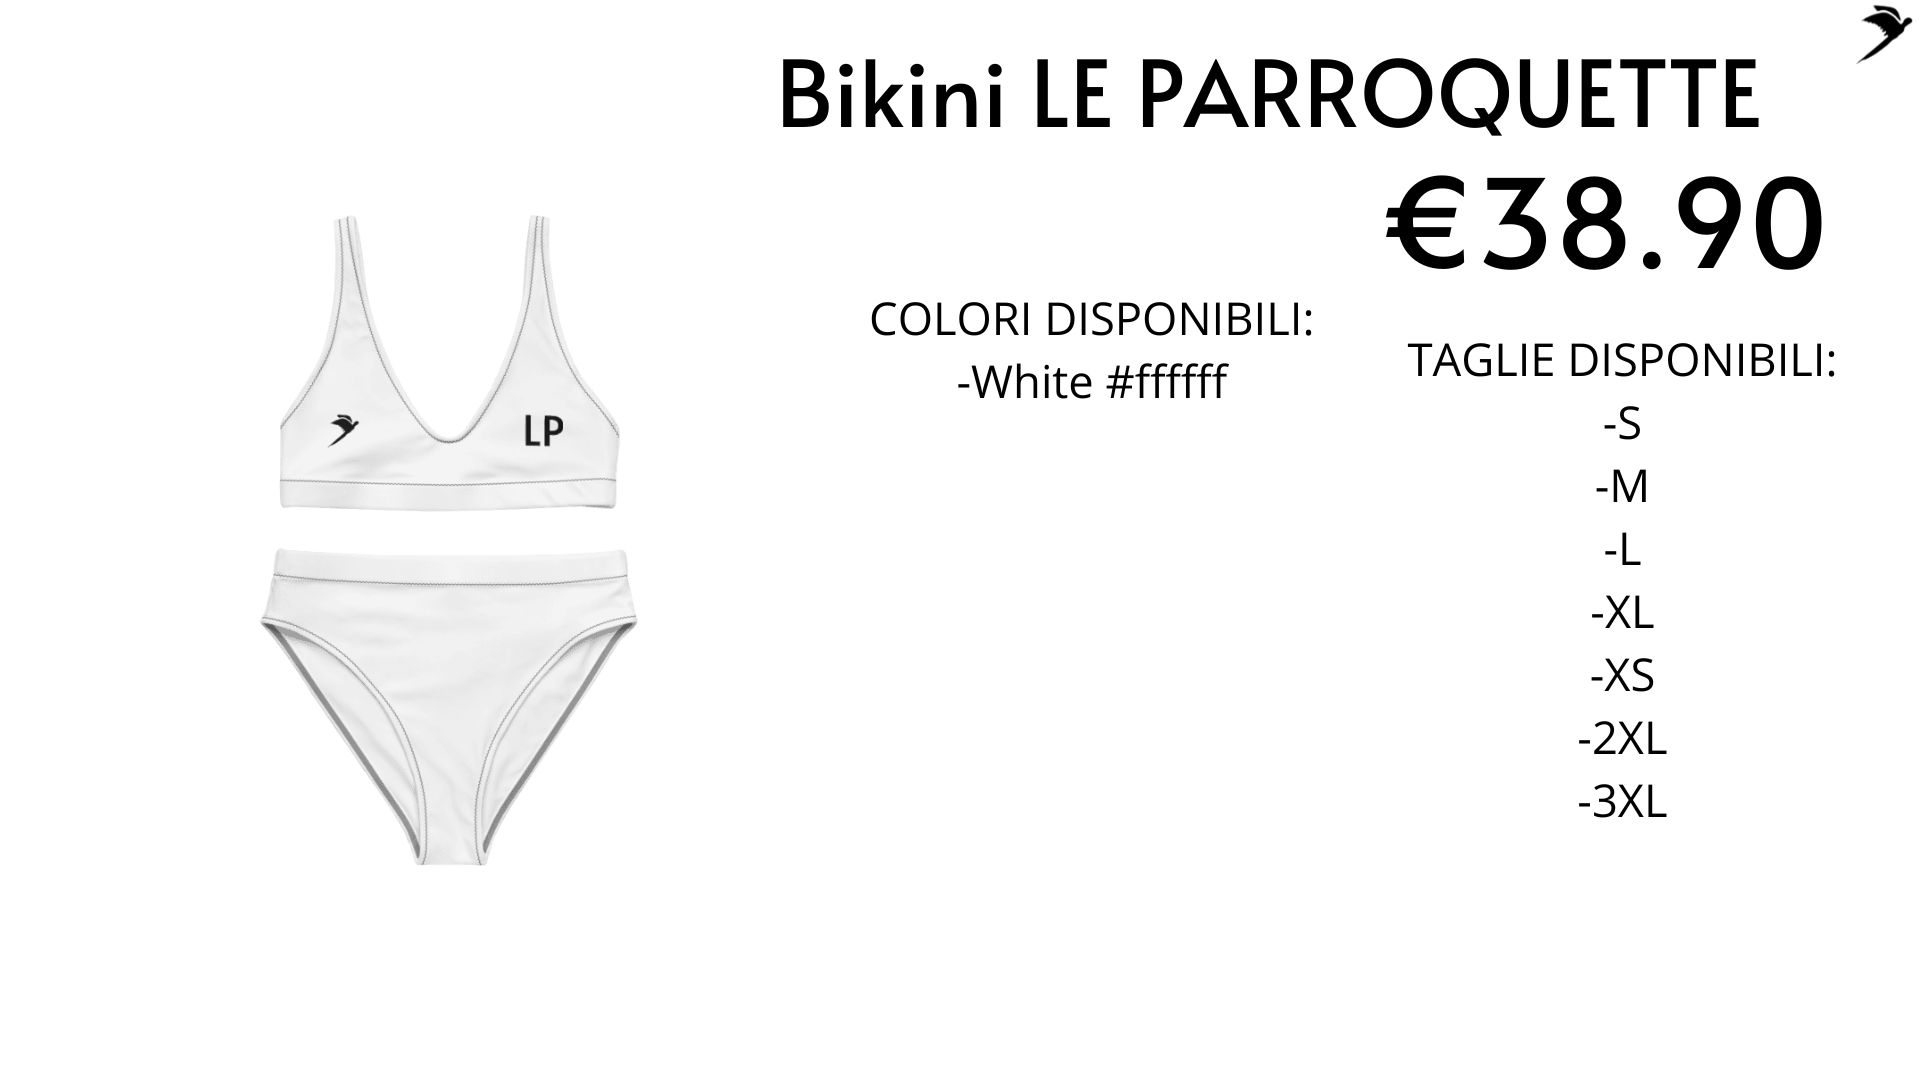 Bikini LE PARROQUETTE
€38.90
COLORI DISPONIBILI:
-White #ffffff
TAGLIE DISPONIBILI:
-S
-M
-L
-XL
-XS
-2XL
-3XL
LP